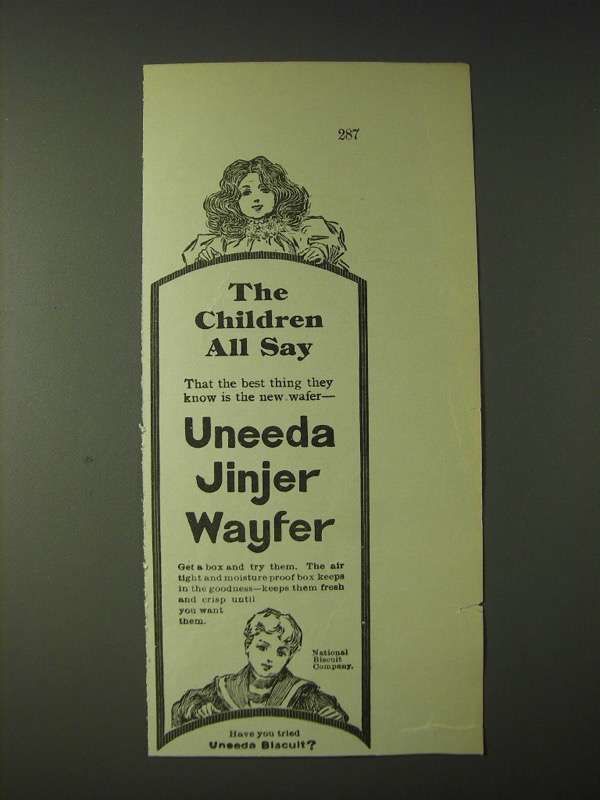 287
The
Children
All Say
That the best thing they
know is the new wafer—
Uneeda
Jinjer
Wayfer
Get a box and try them. The air
tight and moisture proof box keeps
in the goodness—keeps them fresh
and crisp until
you want
them.
National
Biscuit
Company.
Have you tried
Uneeda Biscuit?